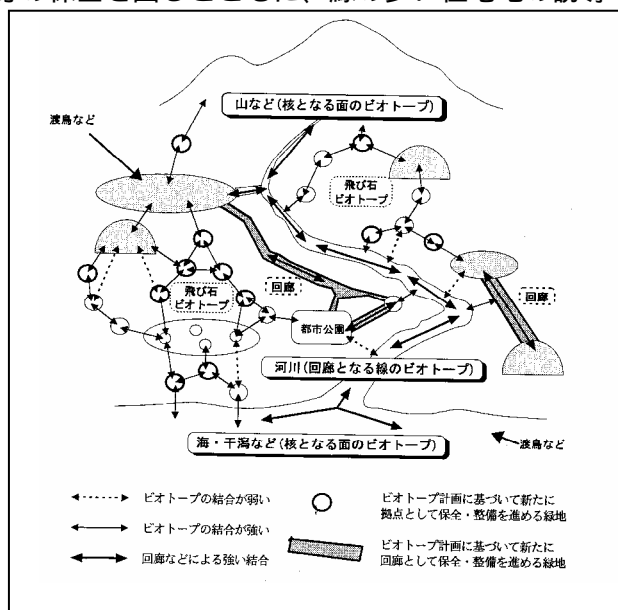 山など(核となる面のビオトープ)
渡鳥など
飛び石
ビオトープ
回廊
飛び石
ビオトープ
回廊
都市公園
河川(回廊となる線のビオトープ)
海・干潟など(核となる面のビオトープ)
渡鳥など
ビオトープの結合が弱い
ビオトープの結合が強い
回廊などによる強い結合
ビオトープ計画に基づいて新たに
拠点として保全・整備を進める緑地
ビオトープ計画に基づいて新たに
回廊として保全・整備を進める緑地